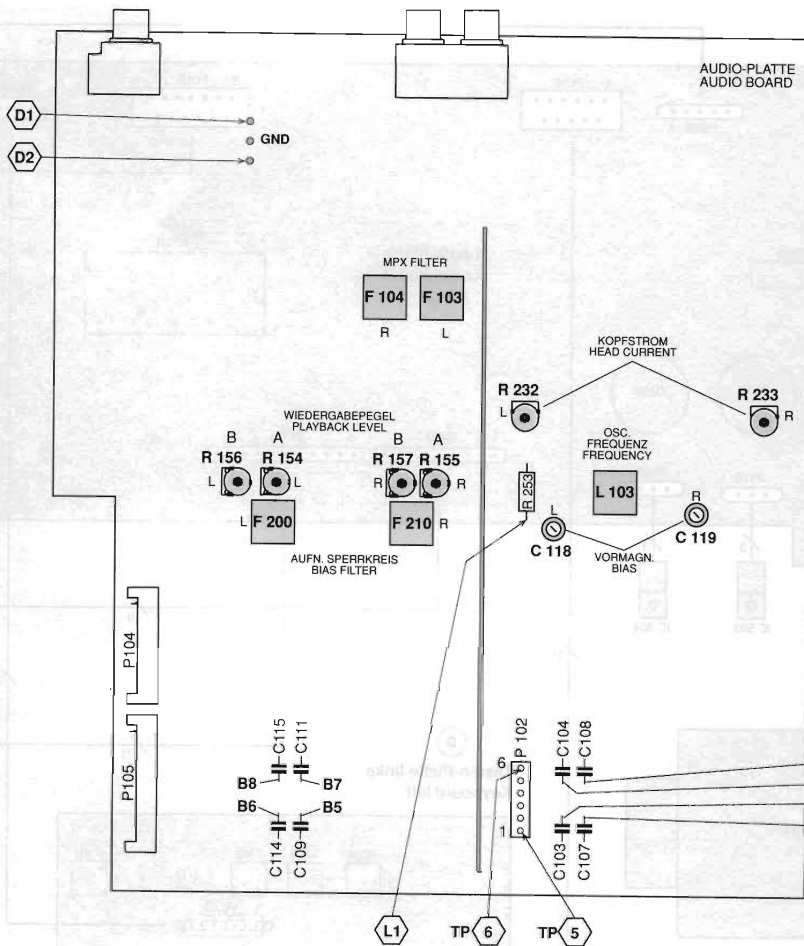 AUDIO-PLATTE
AUDIO BOARD
D1
GND
D2
MPX FILTER
F 104
F 103
R
L
KOPFSTROM
HEAD CURRENT
R 232
L
R 233
R
WIEDERGABEPEGEL
PLAYBACK LEVEL
B
A
B
A
R 156
R 154
R 157
R 155
L
L
R
R
OSC.
FREQUENZ
FREQUENCY
L 103
R 253
L
F 200
F 210
R
L
C 118
R
C 119
AUFN. SPERRKREIS
BIAS FILTER
VORMAGN.
BIAS
P104
P105
C115
C111
B8
B7
B6
B5
C114
C109
P 102
6
1
C104
C108
C103
C107
L1
TP 6
TP 5